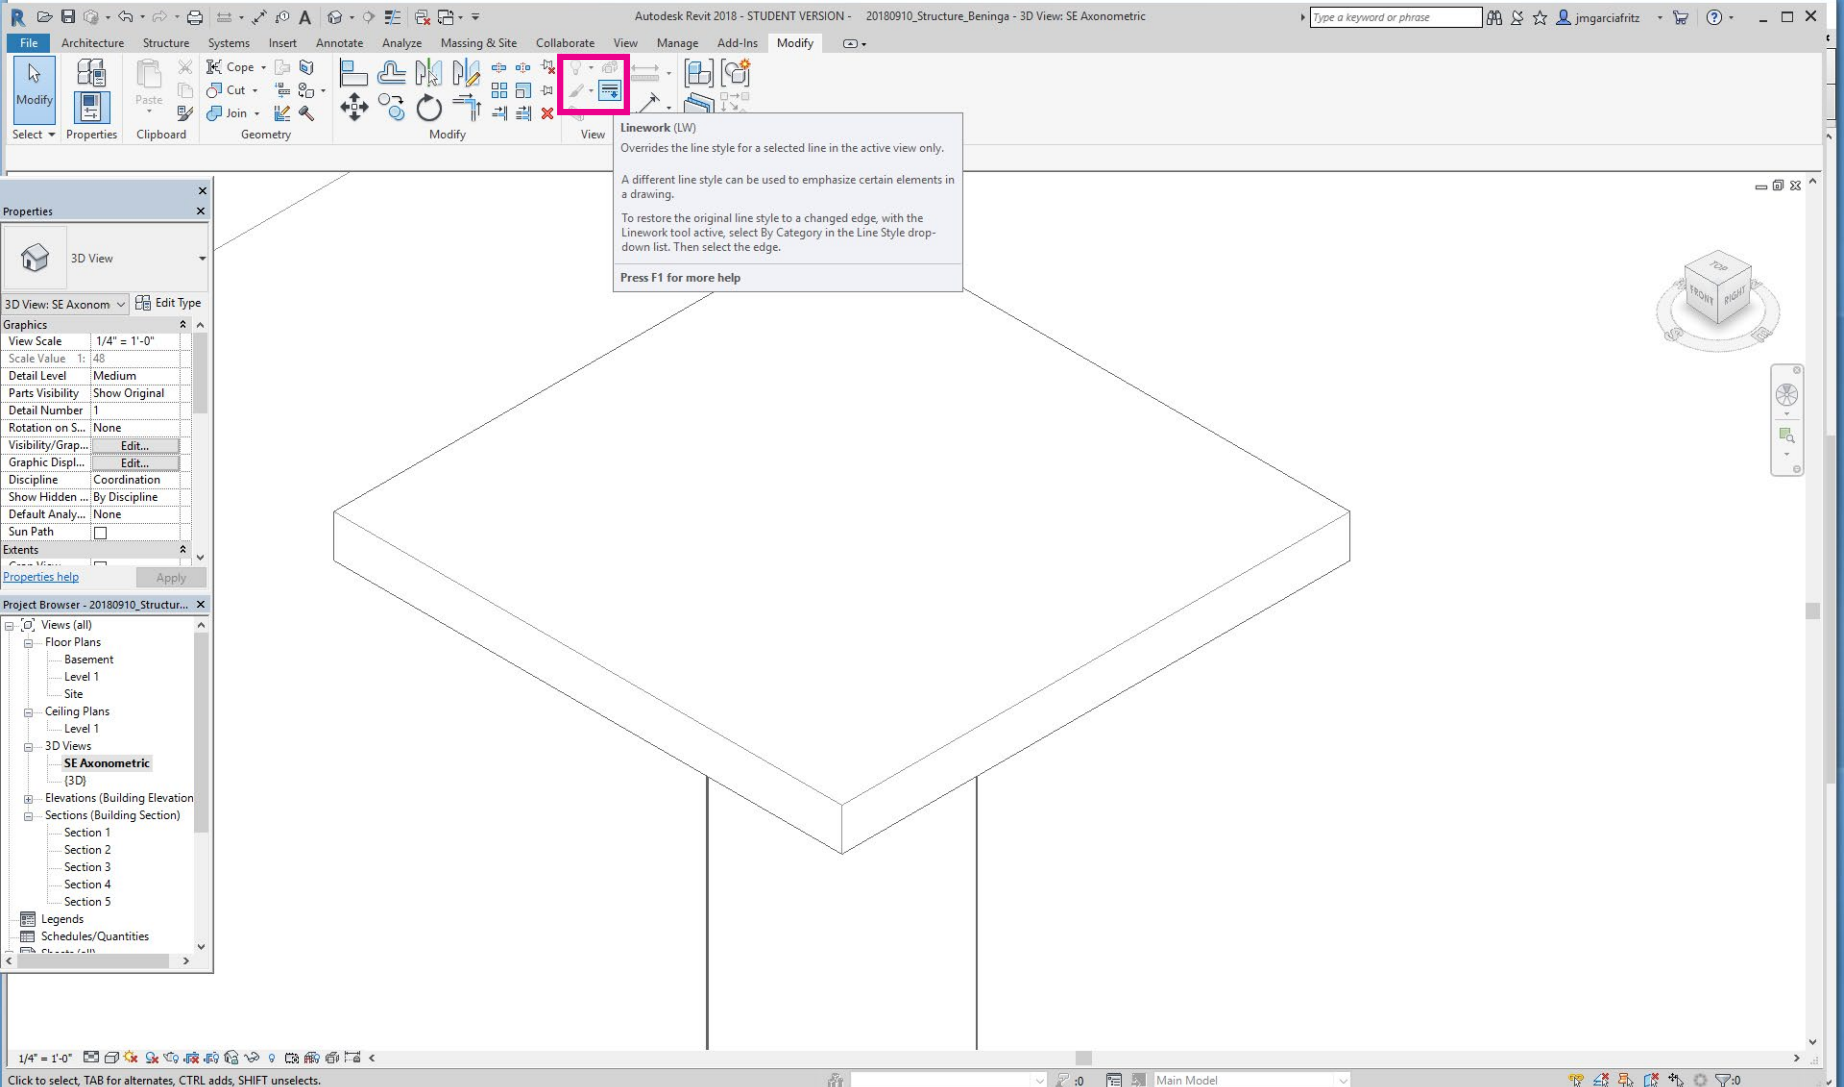 Autodesk Revit 2018 - STUDENT VERSION - 20180910_Structure_Beninga - 3D View: SE Axonometric
Type a keyword or phrase
jmgarciafritz
File Architecture Structure Systems Insert Annotate Analyze Massing & Site Collaborate View Manage Add-Ins Modify
Modify
Paste
Cope
Cut
Join
Select Properties Clipboard Geometry Modify View
Linework (LW)
Overrides the line style for a selected line in the active view only.
A different line style can be used to emphasize certain elements in
a drawing.
To restore the original line style to a changed edge, with the
Linework tool active, select By Category in the Line Style drop-
down list. Then select the edge.
Press F1 for more help
TOP
FRONT
RIGHT
Properties
3D View
3D View: SE Axonom Edit Type
Graphics
View Scale 1/4" = 1'-0"
Scale Value 1: 48
Detail Level Medium
Parts Visibility Show Original
Detail Number 1
Rotation on S... None
Visibility/Grap... Edit...
Graphic Displ... Edit...
Discipline Coordination
Show Hidden ... By Discipline
Default Analy... None
Sun Path
Extents
Properties help Apply
Project Browser - 20180910_Structur...
Views (all)
Floor Plans
Basement
Level 1
Site
Ceiling Plans
Level 1
3D Views
SE Axonometric
{3D}
Elevations (Building Elevation
Sections (Building Section)
Section 1
Section 2
Section 3
Section 4
Section 5
Legends
Schedules/Quantities
1/4" = 1'-0"
Click to select, TAB for alternates, CTRL adds, SHIFT unselects.
:0
Main Model
:0